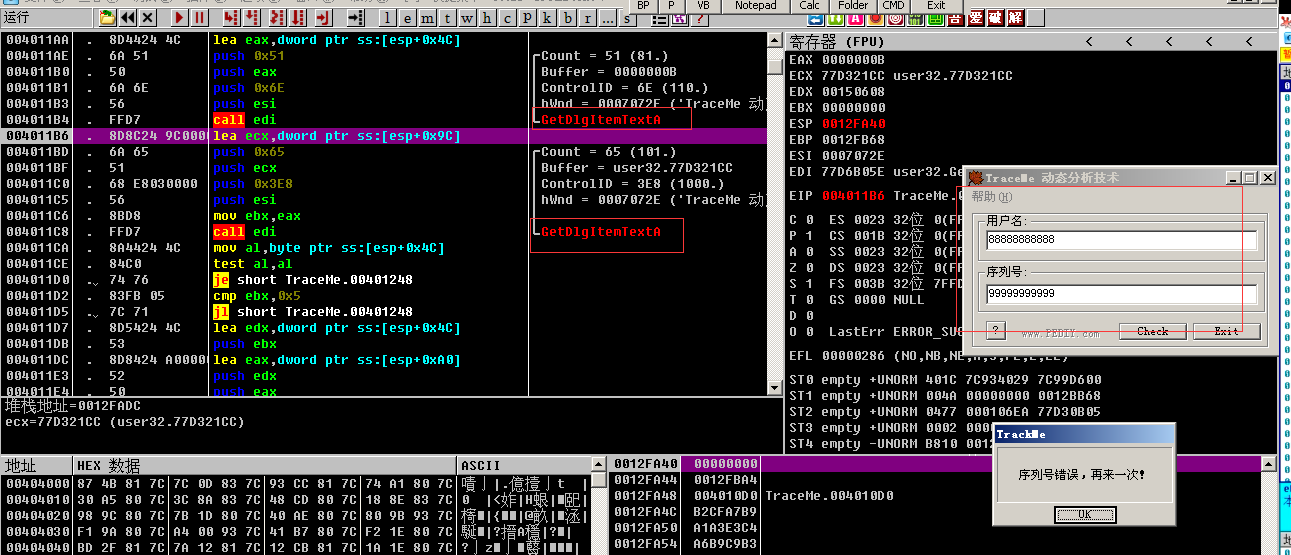 运行
l e m t w h c p k b r ... s
BP P VB Notepad Calc Folder CMD Exit
吾 爱 破 解
004011AA . 8D4424 4C lea eax,dword ptr ss:[esp+0x4C]
004011AE . 6A 51 push 0x51 Count = 51 (81.)
004011B0 . 50 push eax Buffer = 0000000B
004011B1 . 6A 6E push 0x6E ControlID = 6E (110.)
004011B3 . 56 push esi hWnd = 0007072E ('TraceMe 动
004011B4 . FFD7 call edi GetDlgItemTextA
004011B6 . 8D8C24 9C000 lea ecx,dword ptr ss:[esp+0x9C]
004011BD . 6A 65 push 0x65 Count = 65 (101.)
004011BF . 51 push ecx Buffer = user32.77D321CC
004011C0 . 68 E8030000 push 0x3E8 ControlID = 3E8 (1000.)
004011C5 . 56 push esi hWnd = 0007072E ('TraceMe 动
004011C6 . 8BD8 mov ebx,eax
004011C8 . FFD7 call edi GetDlgItemTextA
004011CA . 8A4424 4C mov al,byte ptr ss:[esp+0x4C]
004011CE . 84C0 test al,al
004011D0 74 76 je short TraceMe.00401248
004011D2 . 83FB 05 cmp ebx,0x5
004011D5 7C 71 jl short TraceMe.00401248
004011D7 . 8D5424 4C lea edx,dword ptr ss:[esp+0x4C]
004011DB . 53 push ebx
004011DC . 8D8424 A0000 lea eax,dword ptr ss:[esp+0xA0]
004011E3 . 52 push edx
004011E4 . 50 push eax
堆栈地址=0012FADC
ecx=77D321CC (user32.77D321CC)
寄存器 (FPU) < < < < <
EAX 0000000B
ECX 77D321CC user32.77D321CC
EDX 00150608
EBX 00000000
ESP 0012FA40
EBP 0012FB68
ESI 0007072E
EDI 77D6B05E user32.Ge
EIP 004011B6 TraceMe.
C 0 ES 0023 32位 0(FF
P 1 CS 001B 32位 0(FF
A 0 SS 0023 32位 0(FF
Z 0 DS 0023 32位 0(FF
S 1 FS 003B 32位 7FFD
T 0 GS 0000 NULL
D 0
O 0 LastErr ERROR_SU
EFL 00000286
ST0 empty +UNORM 401C 7C934029 7C99D600
ST1 empty +UNORM 004A 00000000 0012BB68
ST2 empty +UNORM 0477 000106EA 77D30B05
ST3 empty +UNORM 0002
ST4 empty -UNORM B810 0012
TraceMe 动态分析技术
帮助(H)
用户名:
88888888888
序列号:
99999999999
? www.PEDIY.com Check Exit
TrackMe
序列号错误，再来一次!
OK
地址 HEX 数据 ASCII
00404000 87 4B 81 7C 7C 0D 83 7C 93 CC 81 7C 74 A1 80 7C
00404010 30 A5 80 7C 3C 8A 83 7C 48 CD 80 7C 18 8E 83 7C
00404020 98 9C 80 7C 7B 1D 80 7C 40 AE 80 7C 80 9B 93 7C
00404030 F1 9A 80 7C A4 00 93 7C 41 B7 80 7C F2 1E 80 7C
00404040 BD 2F 81 7C 7A 12 81 7C 12 CB 81 7C 1A 1E 80 7C
0012FA40 00000000
0012FA44 0012FBA4
0012FA48 004010D0 TraceMe.004010D0
0012FA4C B2CFA7B9
0012FA50 A1A3E3C4
0012FA54 A6B9C9B3